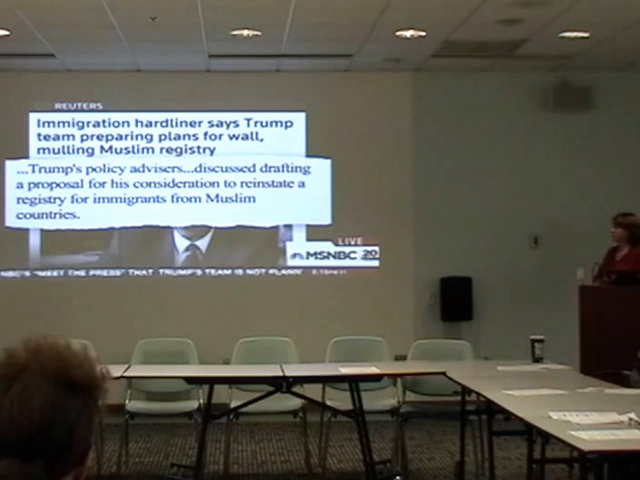 REUTERS
Immigration hardliner says Trump
team preparing plans for wall,
mulling Muslim registry
...Trump's policy advisers...discussed drafting
a proposal for his consideration to reinstate a
registry for immigrants from Muslim
countries.
LIVE
MSNBC 20
"MEET THE PRESS" THAT TRUMP'S TEAM IS NOT